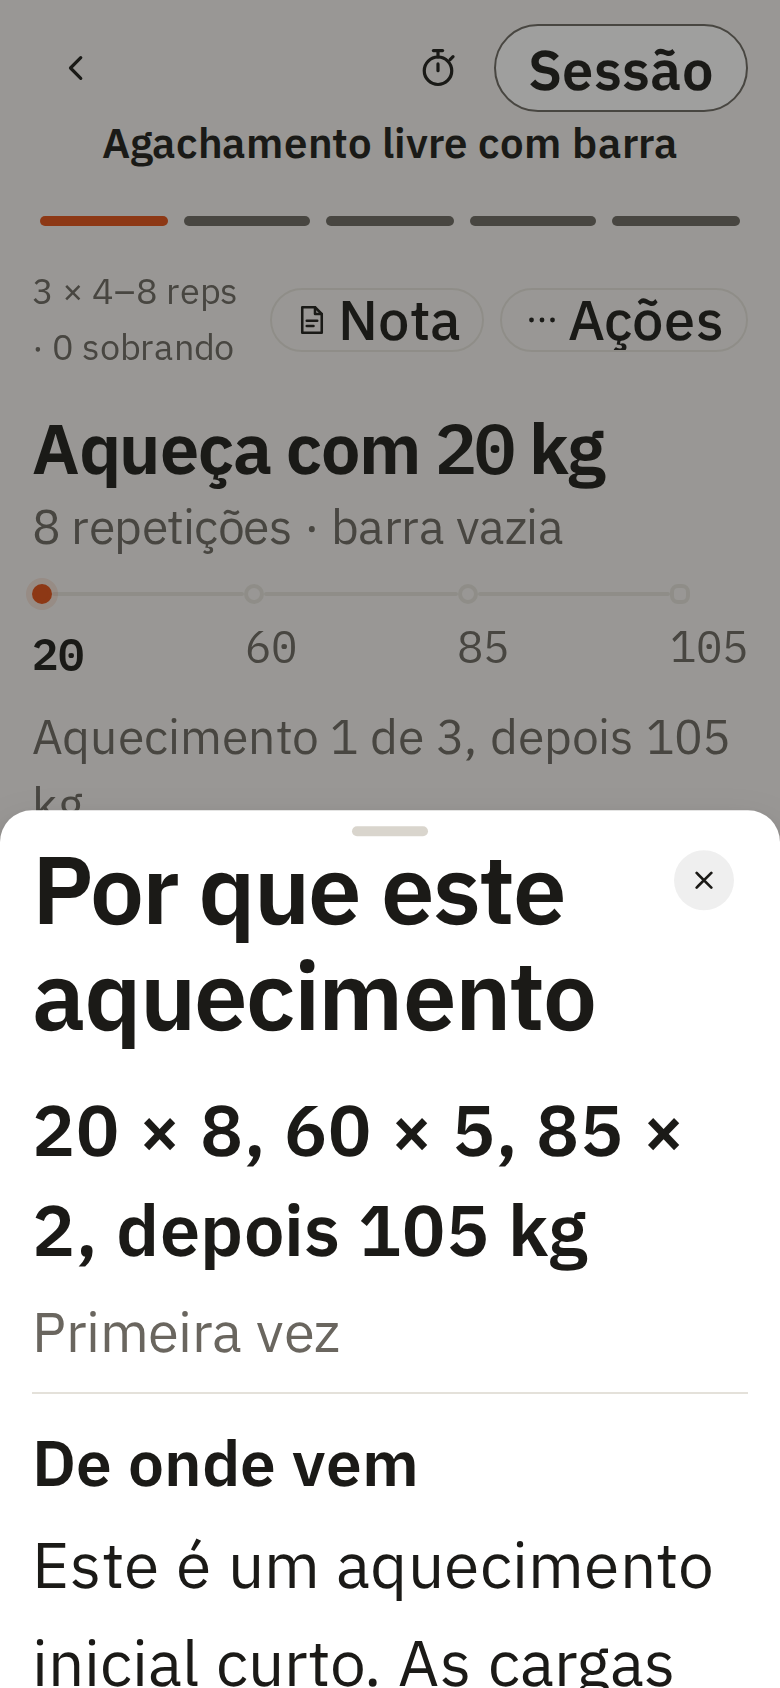 Sessão
Agachamento livre com barra
3 × 4–8 reps
· 0 sobrando
Nota
··· Ações
Aqueça com 20 kg
8 repetições · barra vazia
20 60 85 105
Aquecimento 1 de 3, depois 105
kg
Por que este
aquecimento
20 × 8, 60 × 5, 85 ×
2, depois 105 kg
Primeira vez
De onde vem
Este é um aquecimento
inicial curto. As cargas